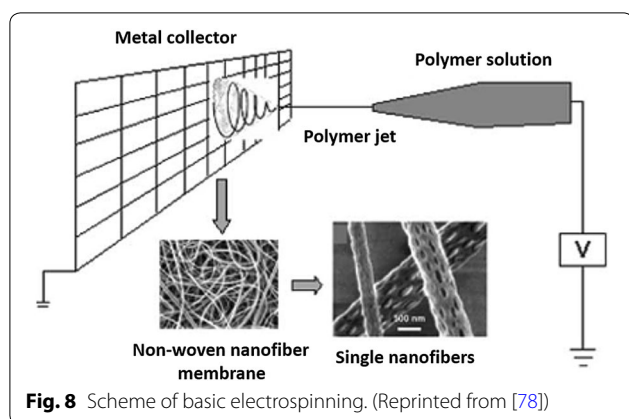 Metal collector
Polymer solution
Polymer jet
V
100 nm
Non-woven nanofiber
membrane
Single nanofibers
Fig. 8 Scheme of basic electrospinning. (Reprinted from [78])